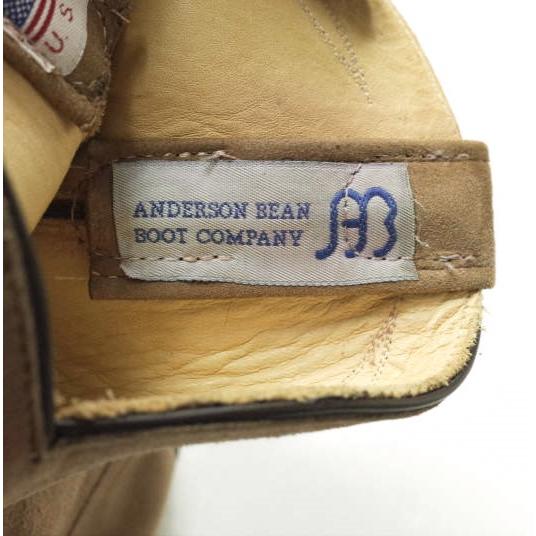 U.S
ANDERSON BEAN
BOOT COMPANY
AB